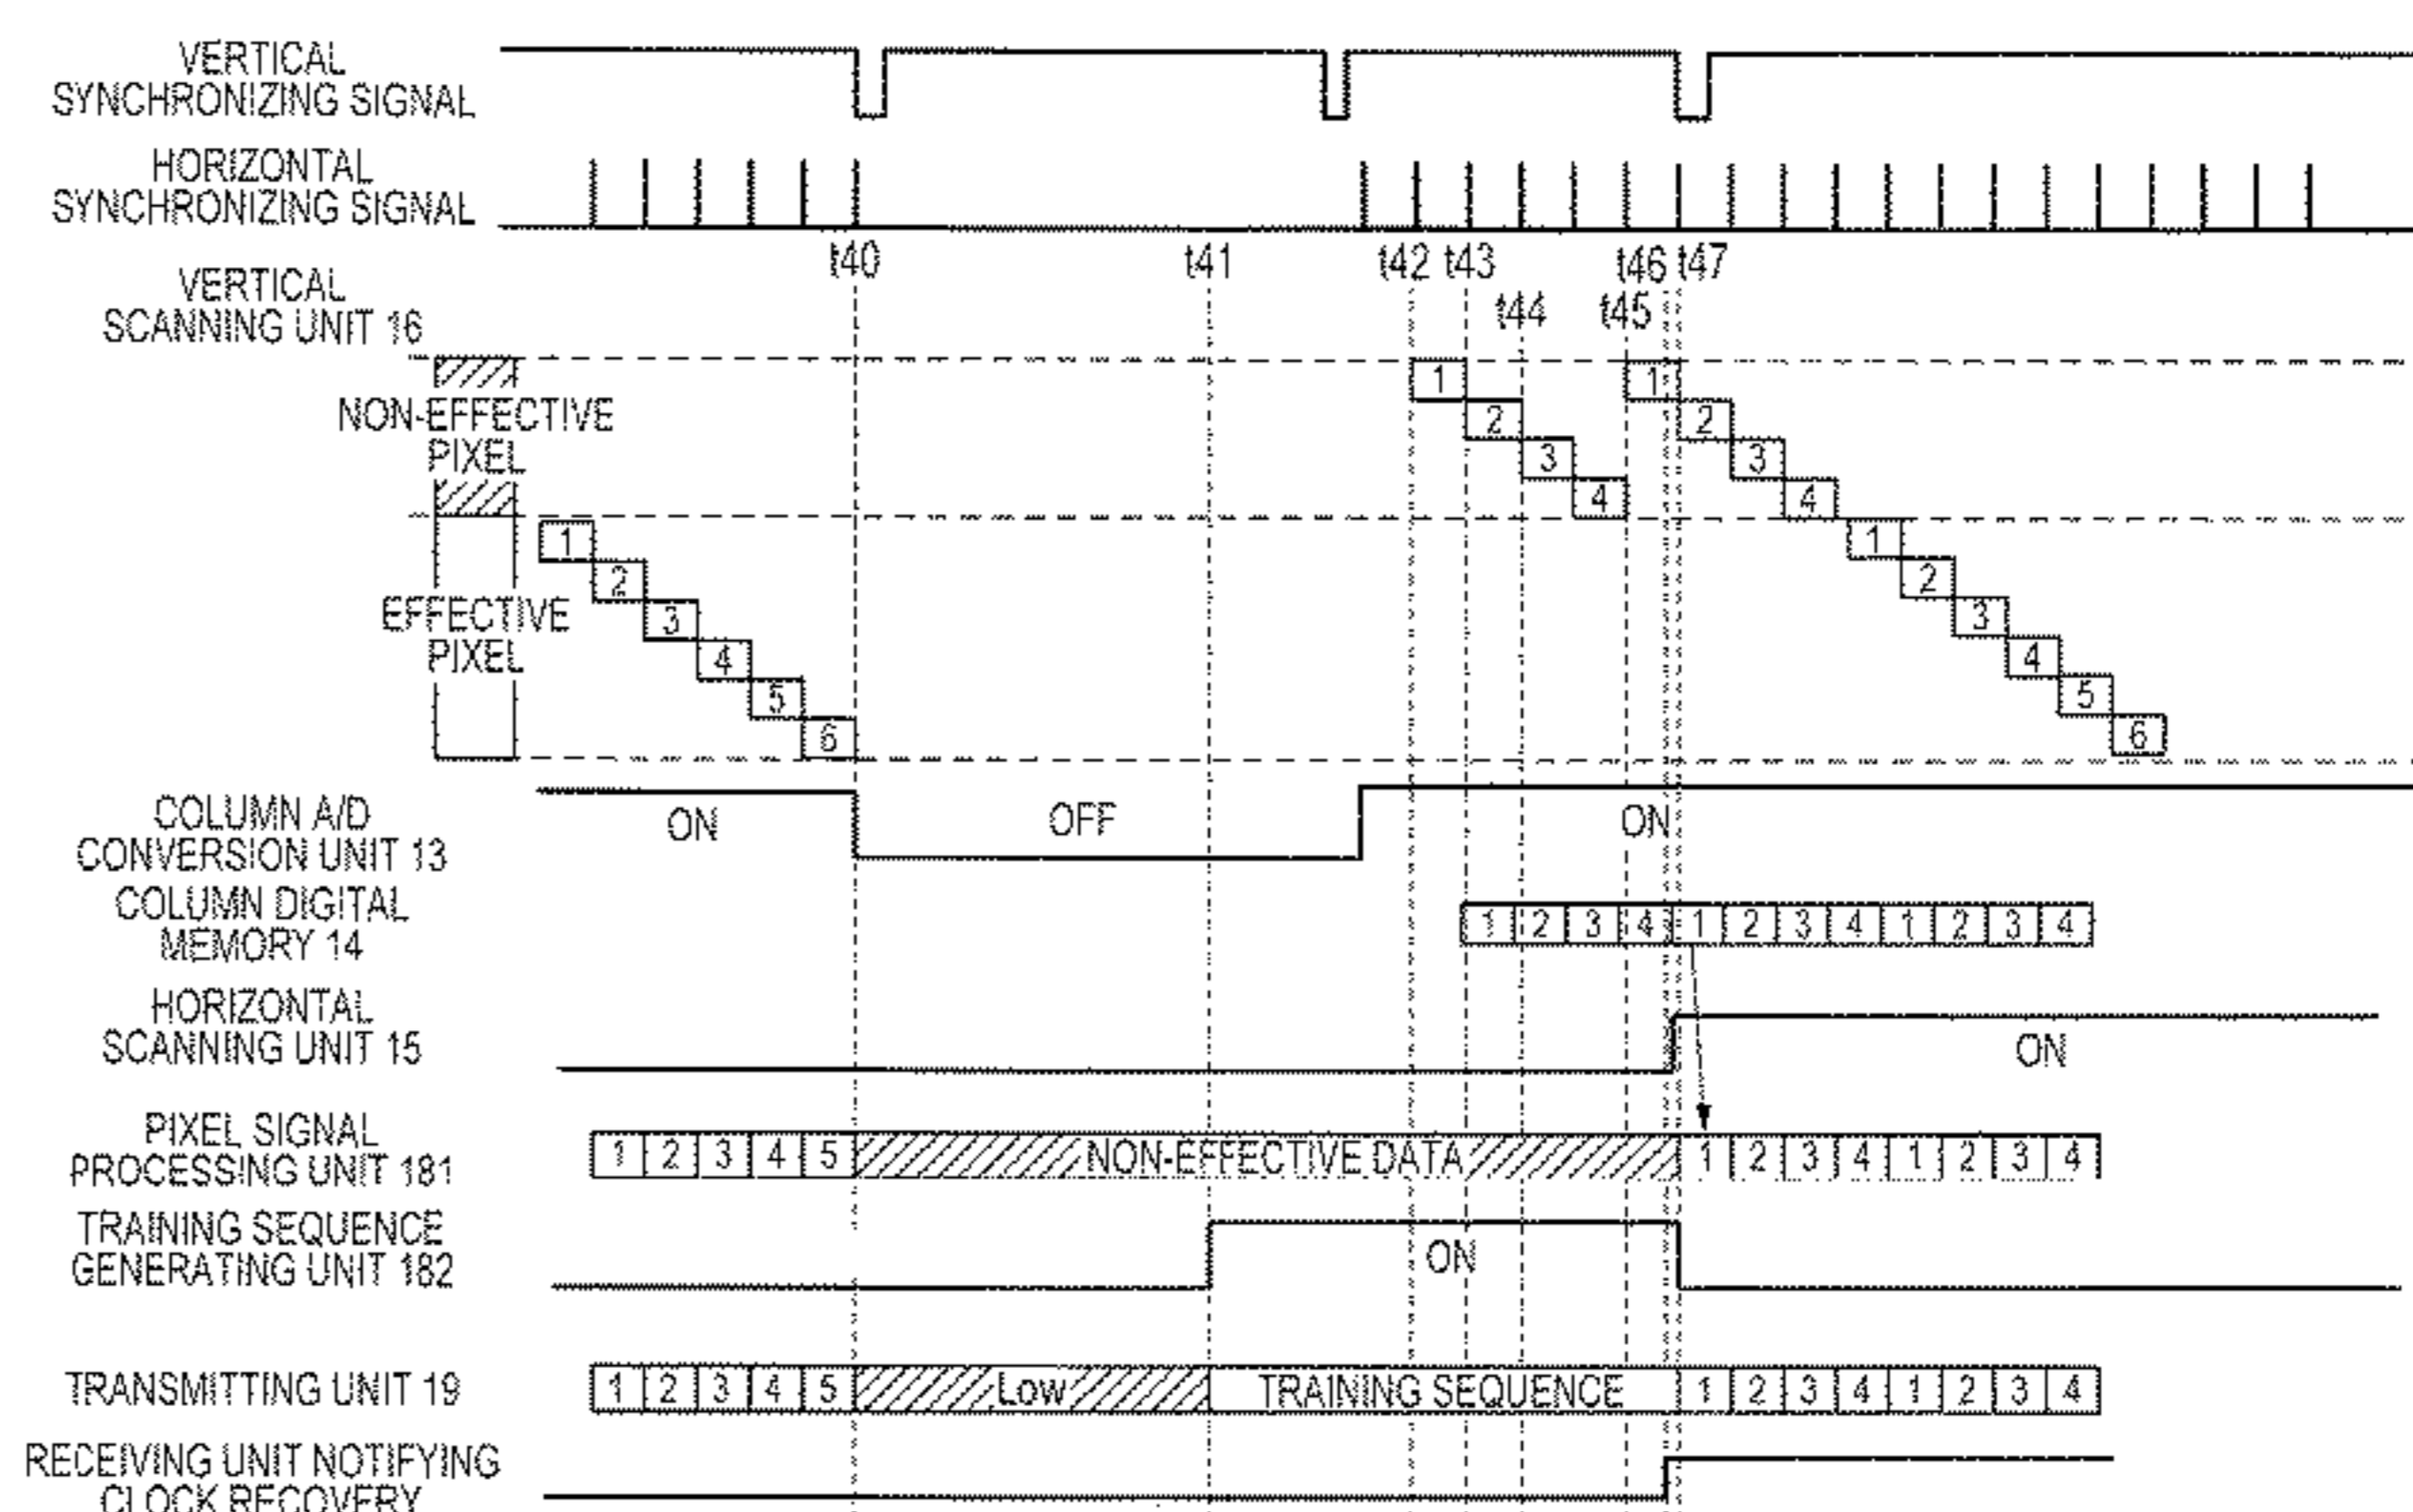 VERTICAL
SYNCHRONIZING SIGNAL
HORIZONTAL
SYNCHRONIZING SIGNAL
t40 t41 t42 t43 t46 t47
VERTICAL
SCANNING UNIT 16
t44 t45
1 1
NON-EFFECTIVE
PIXEL
2 2
3 3
4 4
1 1
2 2
EFFECTIVE
PIXEL
3 3
4 4
5 5
6 6
COLUMN A/D
CONVERSION UNIT 13
ON OFF ON
COLUMN DIGITAL
MEMORY 14
1 2 3 4 1 2 3 4 1 2 3 4
HORIZONTAL
SCANNING UNIT 15
ON
PIXEL SIGNAL
PROCESSING UNIT 181
1 2 3 4 5 NON-EFFECTIVE DATA 1 2 3 4 1 2 3 4
TRAINING SEQUENCE
GENERATING UNIT 182
ON
TRANSMITTING UNIT 19
1 2 3 4 5 Low TRAINING SEQUENCE 1 2 3 4 1 2 3 4
RECEIVING UNIT NOTIFYING
CLOCK RECOVERY